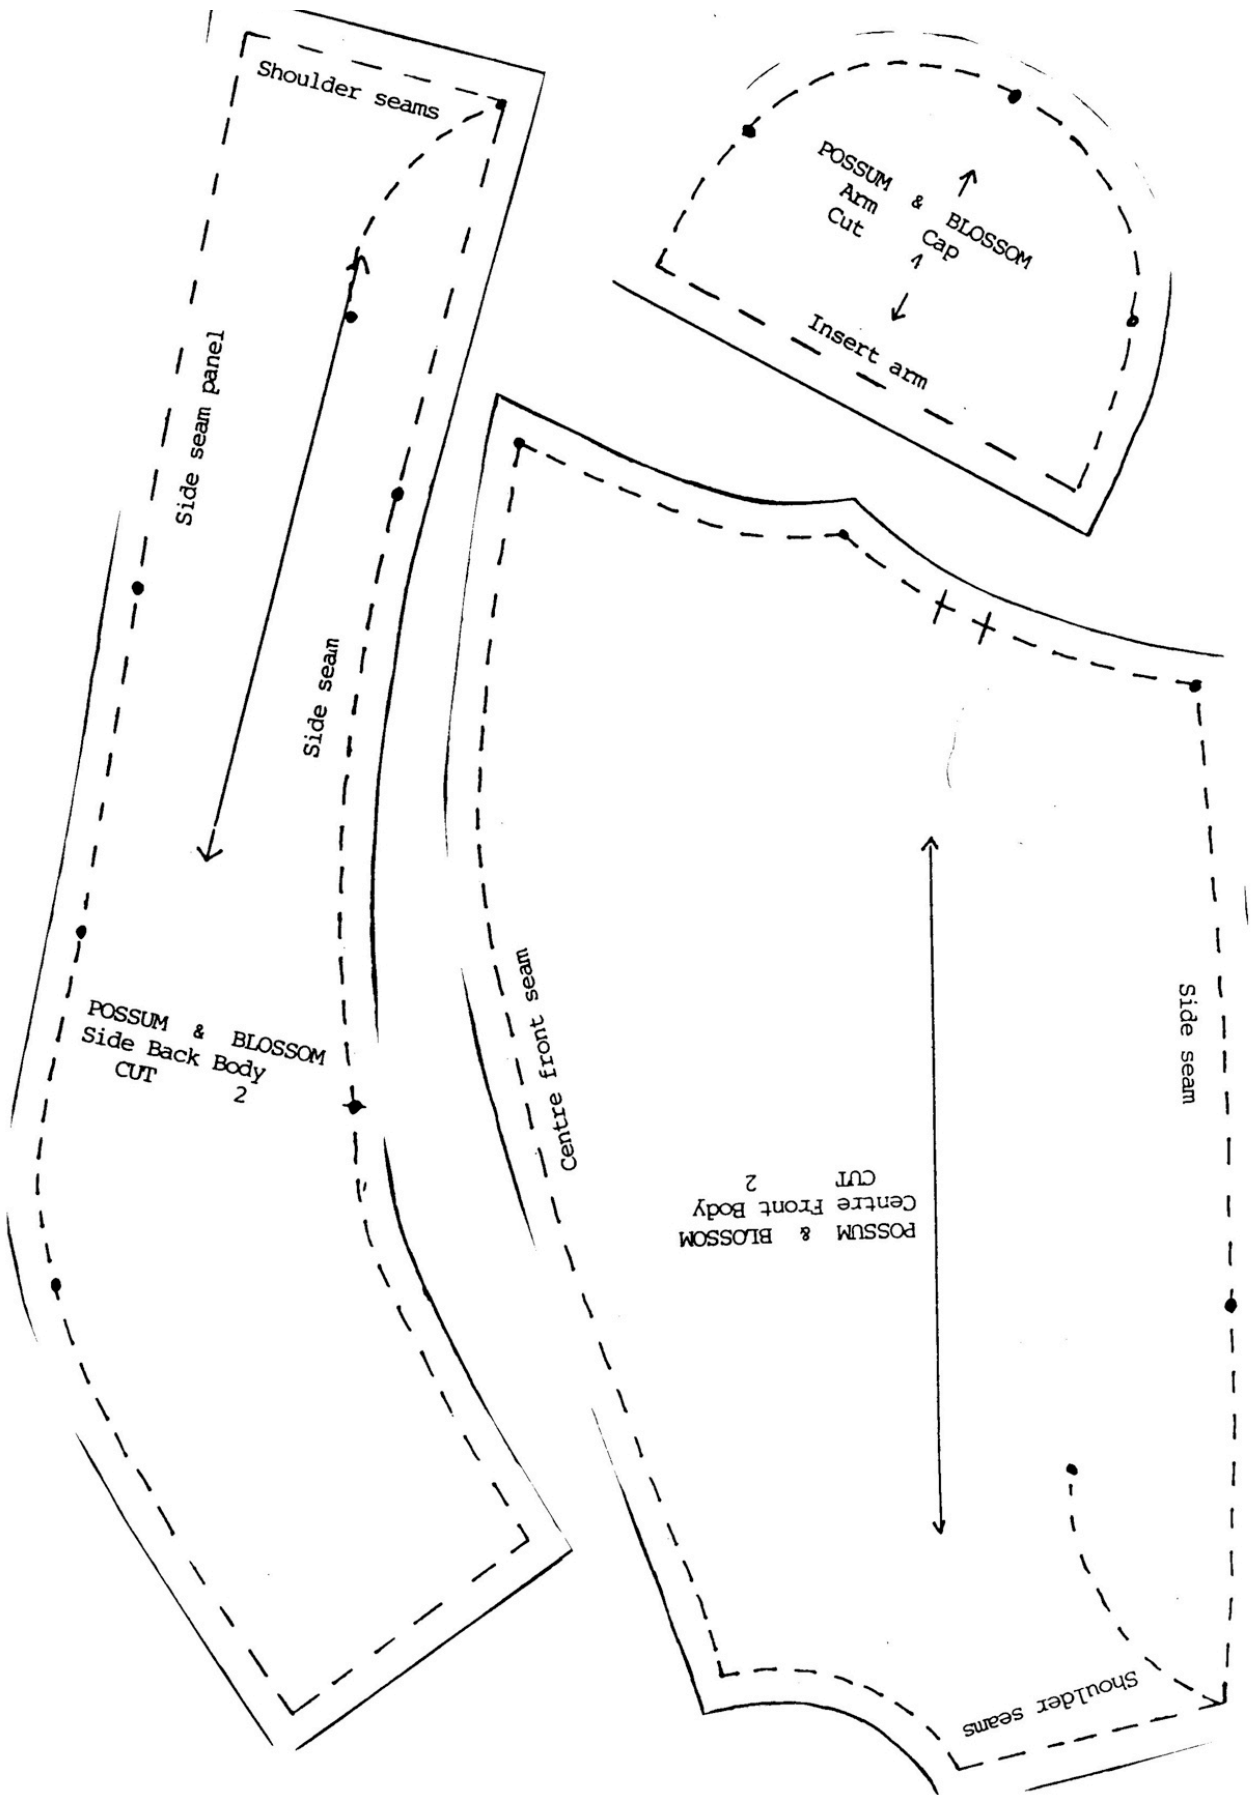 Shoulder seams
Side seam panel
Side seam
POSSUM & BLOSSOM
Side Back Body
CUT 2
POSSUM & BLOSSOM
Arm Cap
Cut 4
Insert arm
Centre front seam
Side seam
POSSUM & BLOSSOM
Centre Front Body
CUT 2
Shoulder seams